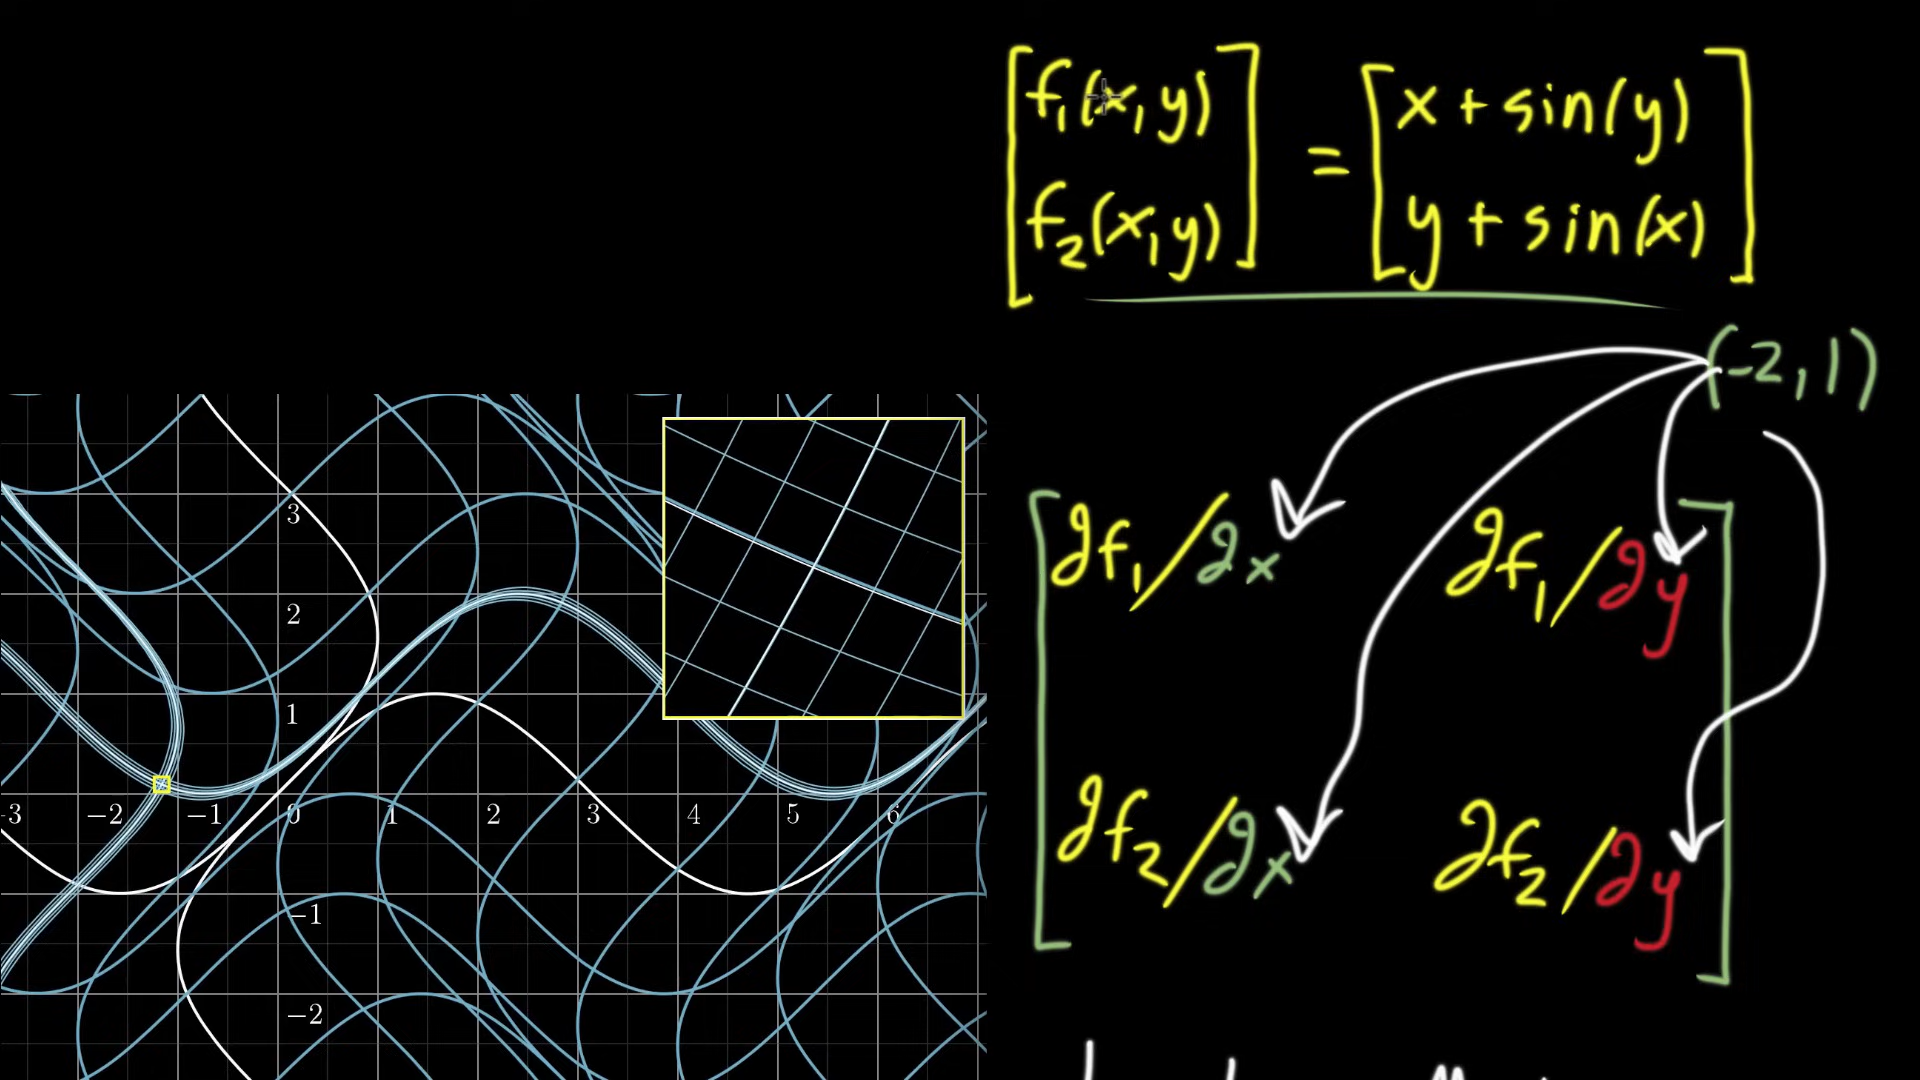 [f₁(x,y)] = [x + sin(y)]
[f₂(x,y)] [y + sin(x)]
(-2,1)
∂f₁/∂x ∂f₁/∂y
∂f₂/∂x ∂f₂/∂y
3
2
1
-3 −2 −1 0 1 2 3 4 5 6
−1
−2